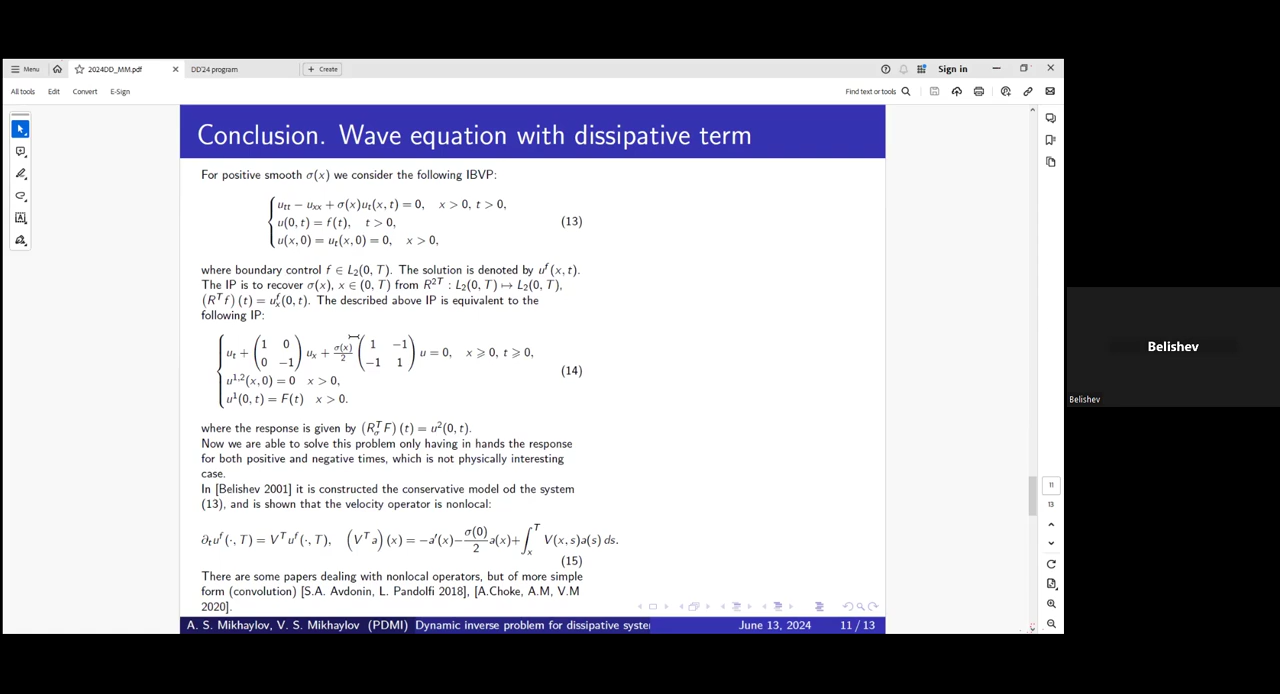 Menu 2024DD_MM.pdf DD'24 program + Create Sign in
All tools Edit Convert E-Sign Find text or tools
Conclusion. Wave equation with dissipative term
For positive smooth σ(x) we consider the following IBVP:
u_tt − u_xx + σ(x)u_t(x, t) = 0, x > 0, t > 0,
u(0, t) = f(t), t > 0, (13)
u(x, 0) = u_t(x, 0) = 0, x > 0,
where boundary control f ∈ L₂(0, T). The solution is denoted by u^f(x, t).
The IP is to recover σ(x), x ∈ (0, T) from R^{2T} : L₂(0, T) ↦ L₂(0, T),
(R^T f)(t) = u_x^f(0, t). The described above IP is equivalent to the
following IP:
u_t + (1 0; 0 −1) u_x + σ(x)/2 (1 −1; −1 1) u = 0, x ⩾ 0, t ⩾ 0,
u^{1,2}(x, 0) = 0 x > 0, (14)
u^1(0, t) = F(t) x > 0.
where the response is given by (R_σ^T F)(t) = u^2(0, t).
Now we are able to solve this problem only having in hands the response
for both positive and negative times, which is not physically interesting
case.
In [Belishev 2001] it is constructed the conservative model od the system
(13), and is shown that the velocity operator is nonlocal:
∂_t u^f(·, T) = V^T u^f(·, T), (V^T a)(x) = −a′(x)− σ(0)/2 a(x)+ ∫_x^T V(x, s)a(s) ds.
(15)
There are some papers dealing with nonlocal operators, but of more simple
form (convolution) [S.A. Avdonin, L. Pandolfi 2018], [A.Choke, A.M, V.M
2020].
A. S. Mikhaylov, V. S. Mikhaylov (PDMI) Dynamic inverse problem for dissipative syste June 13, 2024 11 / 13
11
13
Belishev
Belishev